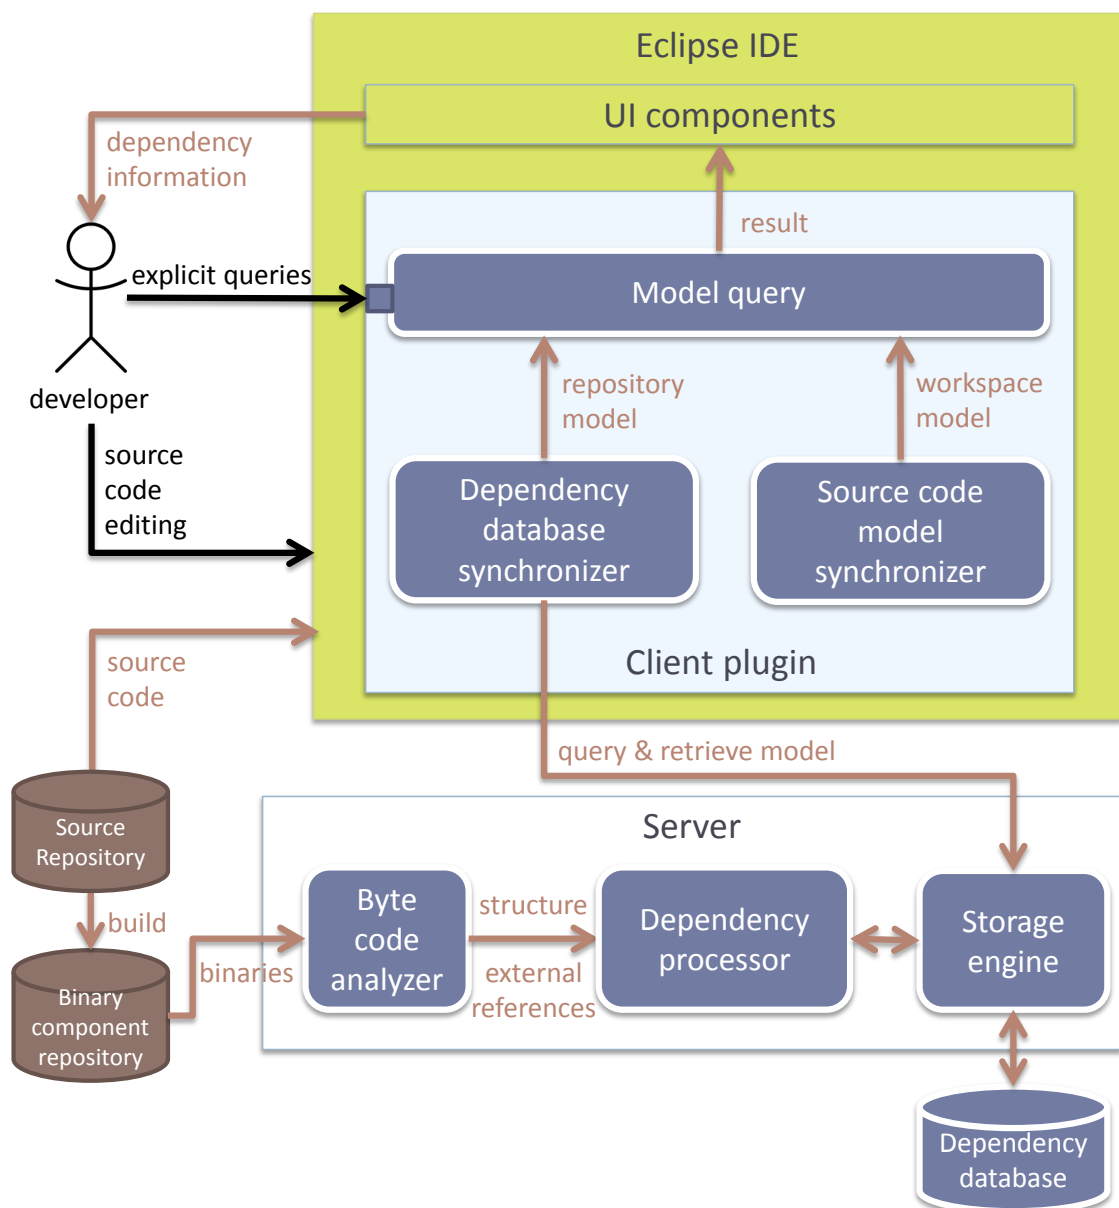 Eclipse IDE
UI components
dependency
information
result
explicit queries
Model query
developer
repository
model
workspace
model
source
code
editing
Dependency
database
synchronizer
Source code
model
synchronizer
source
code
Client plugin
query & retrieve model
Server
Source
Repository
build
Binary
component
repository
binaries
Byte
code
analyzer
structure
external
references
Dependency
processor
Storage
engine
Dependency
database